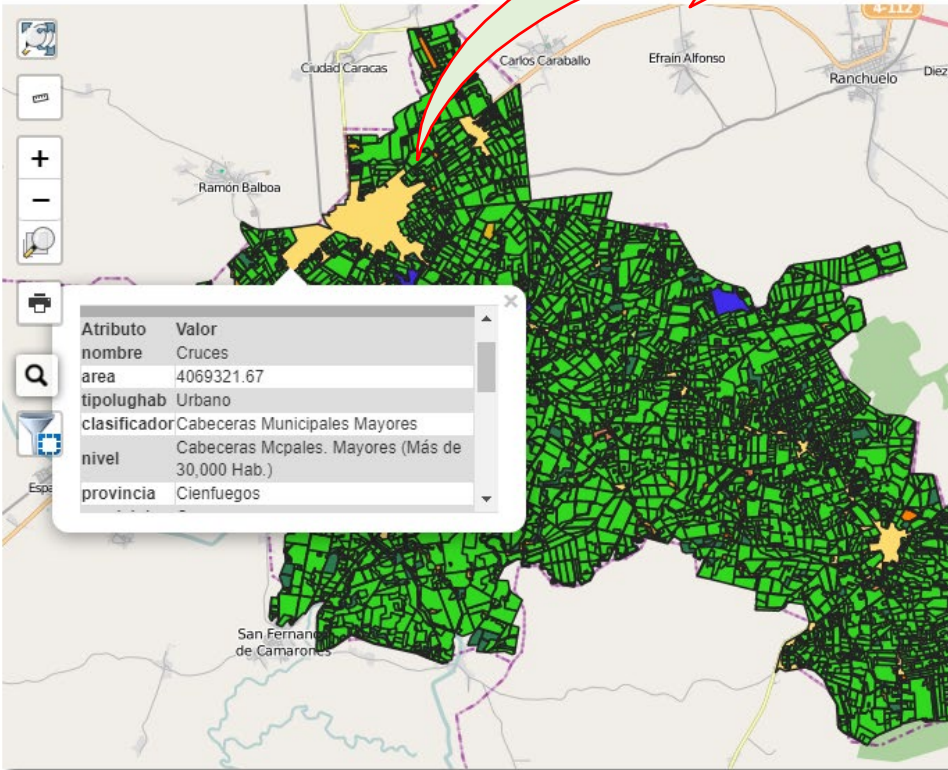 4-112
Ciudad Caracas
Carlos Caraballo
Efraín Alfonso
Ranchuelo
Diez
Ramón Balboa
+
−
×
Atributo Valor
nombre Cruces
area 4069321.67
tipolughab Urbano
clasificador Cabeceras Municipales Mayores
nivel Cabeceras Mcpales. Mayores (Más de
30,000 Hab.)
provincia Cienfuegos
Espa
San Fernando
de Camarones